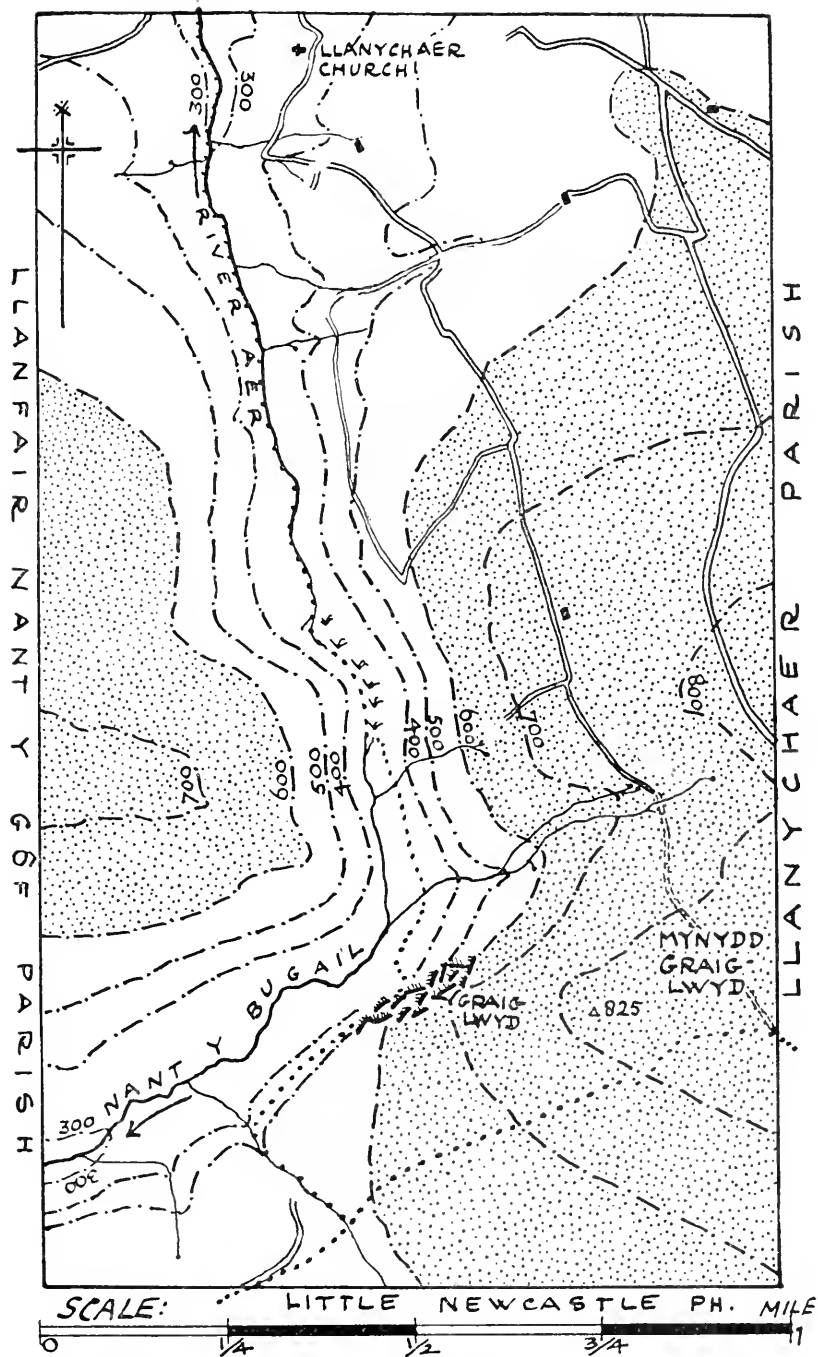 LLANYCHAER
CHURCH
300
300
RIVER AER
LLANFAIR NANT Y GÔF PARISH
LLANYCHAER PARISH
800
700
600
500
400
400
500
600
700
MYNYDD
GRAIG
LWYD
GRAIG
LWYD
825
NANT Y BUGAIL
300
300
SCALE: LITTLE NEWCASTLE PH. MILE
0 1/4 1/2 3/4 1